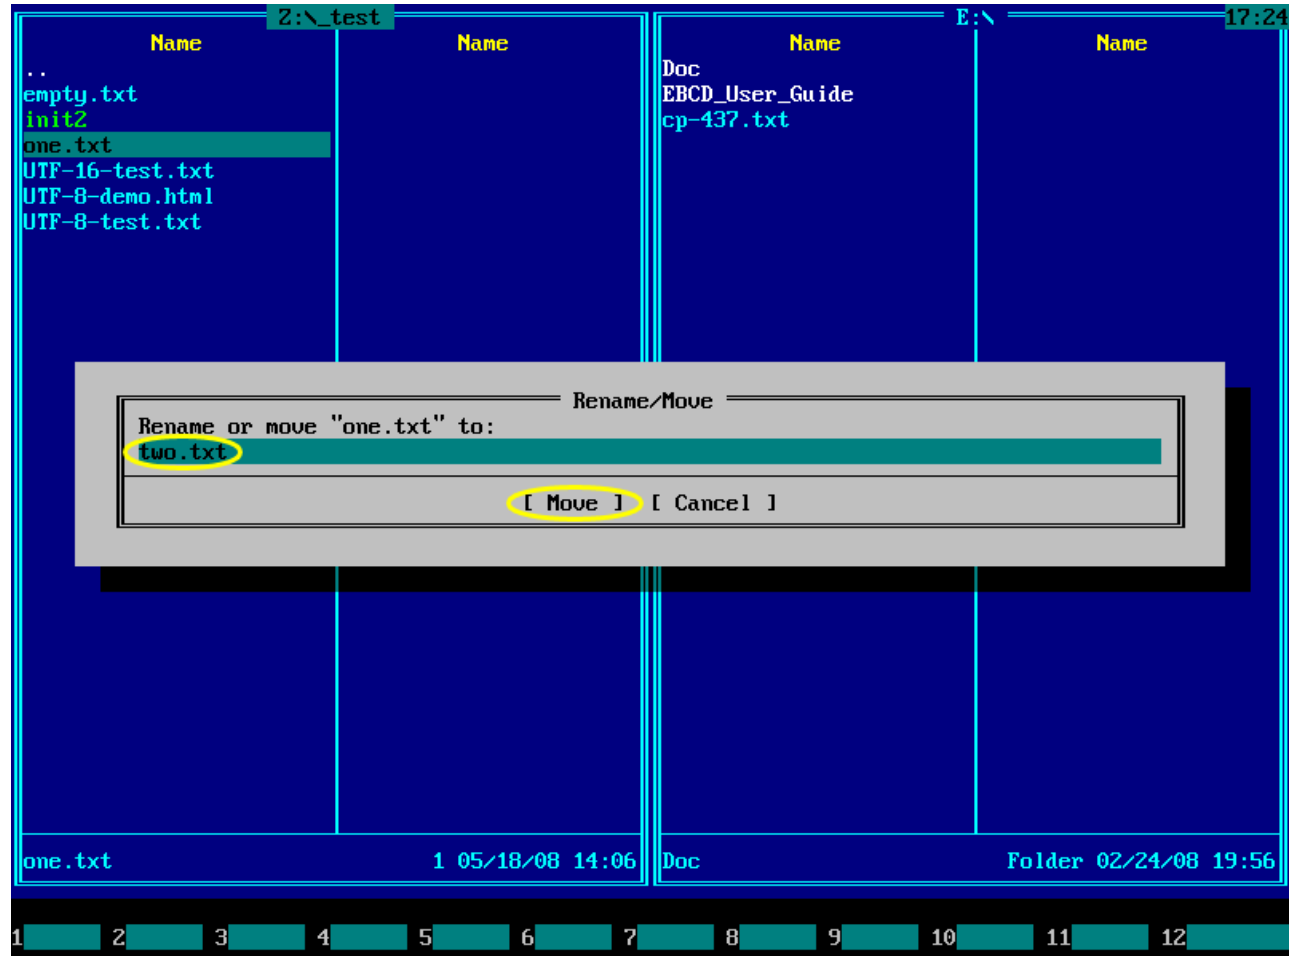 Z:\_test E:\ 17:24
Name Name Name Name
.. Doc
empty.txt EBCD_User_Guide
init2 cp-437.txt
one.txt
UTF-16-test.txt
UTF-8-demo.html
UTF-8-test.txt
Rename/Move
Rename or move "one.txt" to:
two.txt
[ Move ] [ Cancel ]
one.txt 1 05/18/08 14:06 Doc Folder 02/24/08 19:56
1 2 3 4 5 6 7 8 9 10 11 12